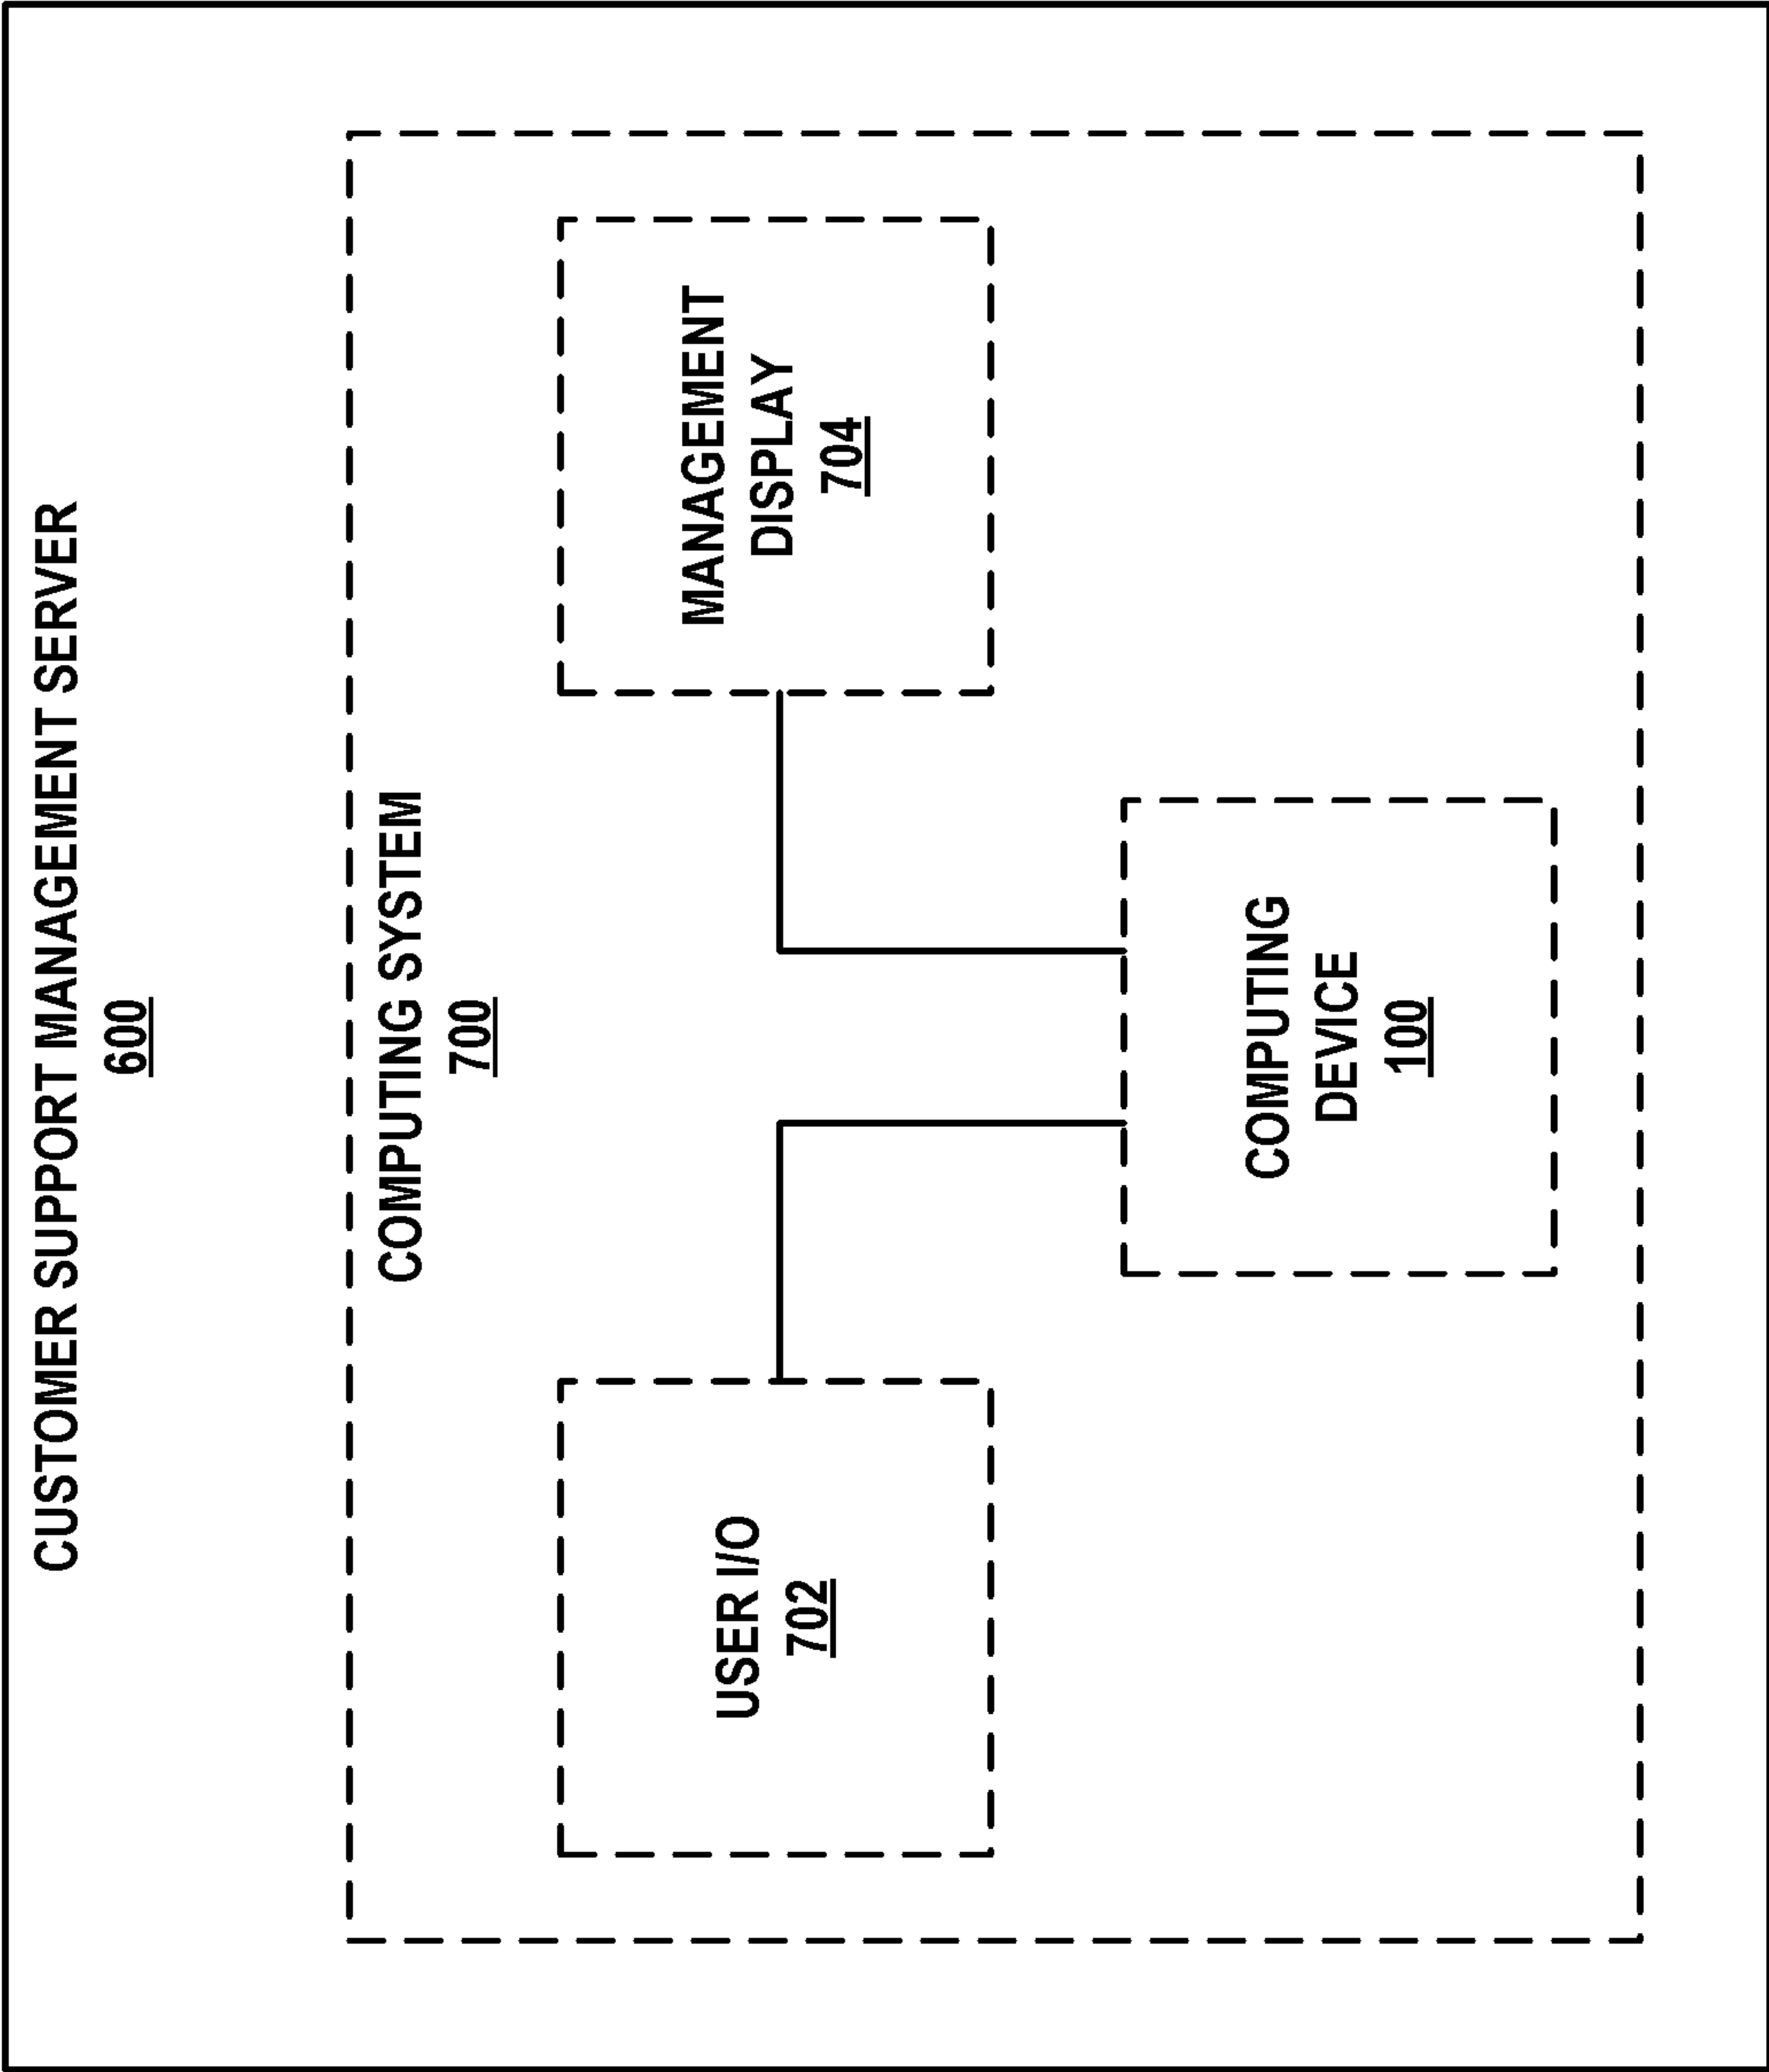 CUSTOMER SUPPORT MANAGEMENT SERVER
600
COMPUTING SYSTEM
700
USER I/O
702
MANAGEMENT
DISPLAY
704
COMPUTING
DEVICE
100